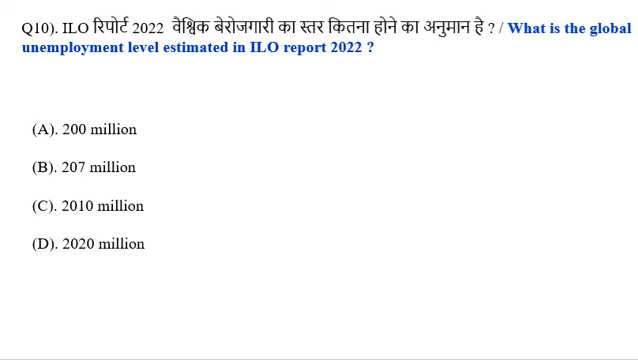 Q10). ILO रिपोर्ट 2022 वैश्विक बेरोजगारी का स्तर कितना होने का अनुमान है ? / What is the global
unemployment level estimated in ILO report 2022 ?
(A). 200 million
(B). 207 million
(C). 2010 million
(D). 2020 million